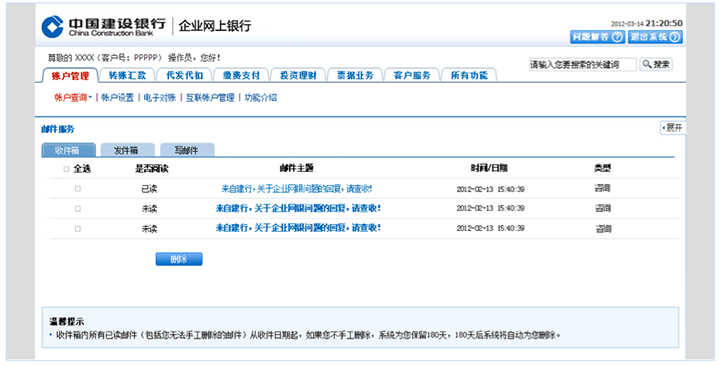 中国建设银行 企业网上银行
China Construction Bank
2012-03-14 21:20:50
问题解答 ? 退出系统
尊敬的 XXXX（客户号：PPPPP） 操作员，您好！
账户管理 转账汇款 代发代扣 缴费支付 投资理财 票据业务 客户服务 所有功能
请输入您要搜索的关键词 搜索
帐户查询 | 帐户设置 | 电子对账 | 互联帐户管理 | 功能介绍
邮件服务
展开
收件箱 发件箱 写邮件
全选 是否阅读 邮件主题 时间/日期 类型
已读 来自建行，关于企业网银问题的回复，请查收！ 2012-02-13 15:40:39 咨询
未读 来自建行，关于企业网银问题的回复，请查收！ 2012-02-13 15:40:39 咨询
未读 来自建行，关于企业网银问题的回复，请查收！ 2012-02-13 15:40:39 咨询
删除
温馨提示
· 收件箱内所有已读邮件（包括您无法手工删除的邮件）从收件日期起，如果您不手工删除，系统为您保留180天，180天后系统将自动为您删除。